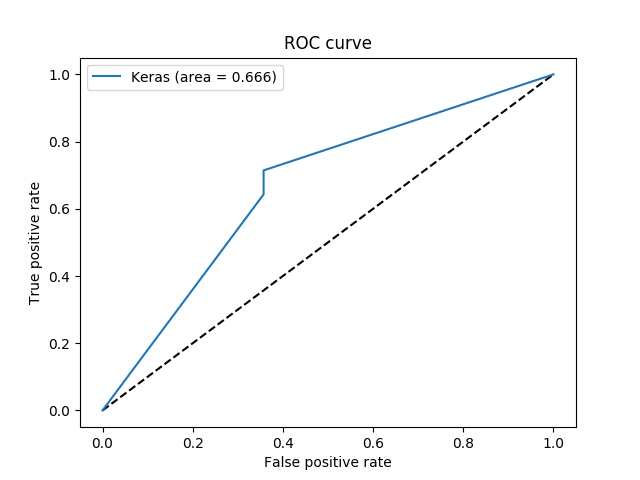 ROC curve
Keras (area = 0.666)
1.0
0.8
0.6
0.4
0.2
0.0
True positive rate
0.0 0.2 0.4 0.6 0.8 1.0
False positive rate